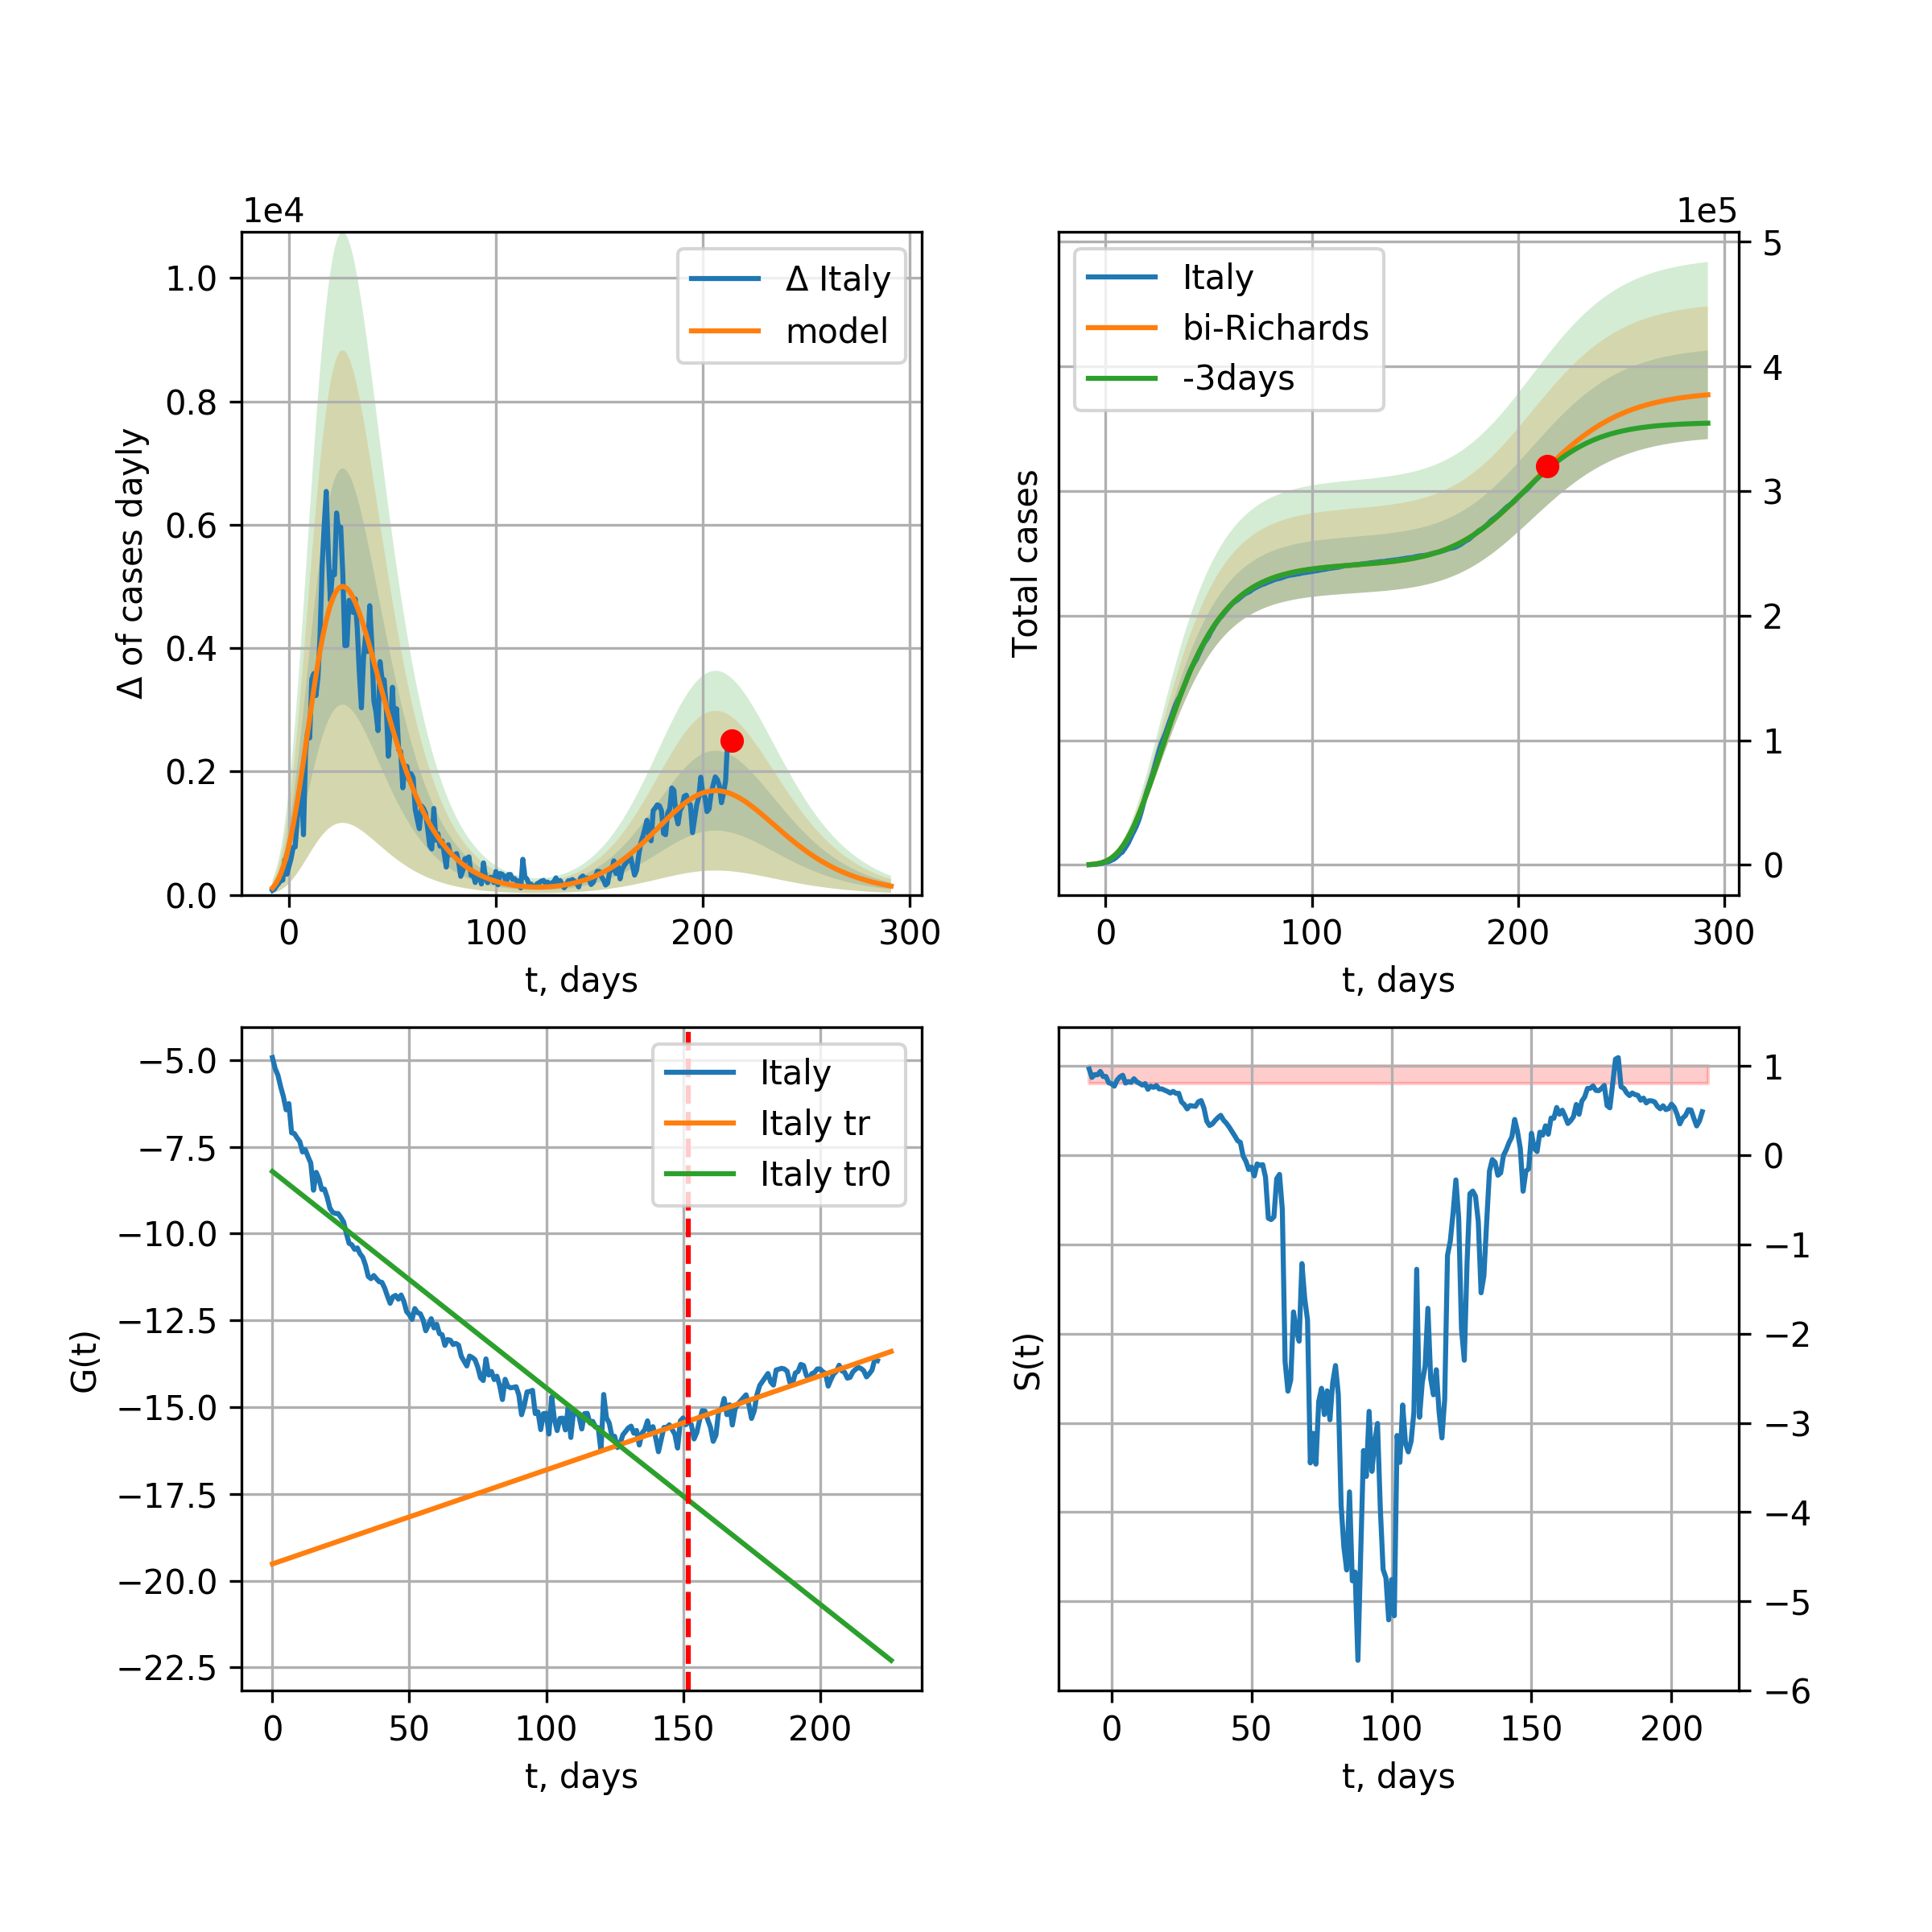 1e4
1.0
0.8
0.6
0.4
0.2
0.0
Δ of cases dayly
Δ Italy
model
0 100 200 300
t, days
1e5
5
4
3
2
1
0
Total cases
Italy
bi-Richards
-3days
0 100 200 300
t, days
−5.0
−7.5
−10.0
−12.5
−15.0
−17.5
−20.0
−22.5
G(t)
Italy
Italy tr
Italy tr0
0 50 100 150 200
t, days
1
0
−1
−2
−3
−4
−5
−6
S(t)
0 50 100 150 200
t, days